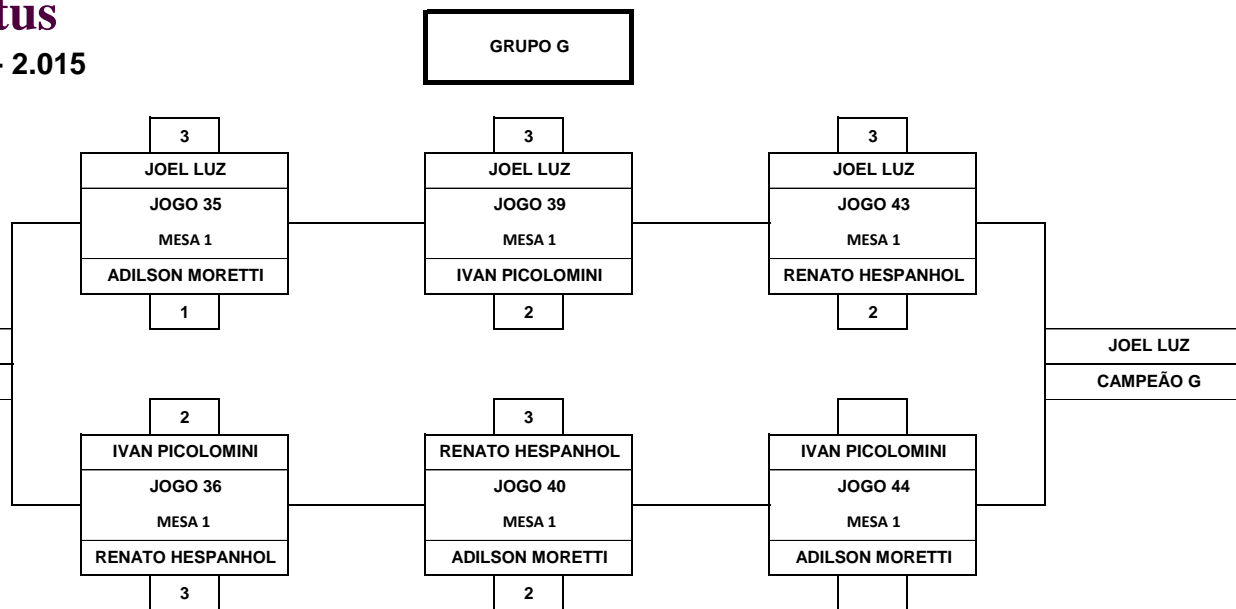 tus
- 2.015
GRUPO G
3
JOEL LUZ
JOGO 35
MESA 1
ADILSON MORETTI
1
3
JOEL LUZ
JOGO 39
MESA 1
IVAN PICOLOMINI
2
3
JOEL LUZ
JOGO 43
MESA 1
RENATO HESPANHOL
2
JOEL LUZ
CAMPEÃO G
2
IVAN PICOLOMINI
JOGO 36
MESA 1
RENATO HESPANHOL
3
3
RENATO HESPANHOL
JOGO 40
MESA 1
ADILSON MORETTI
2
IVAN PICOLOMINI
JOGO 44
MESA 1
ADILSON MORETTI